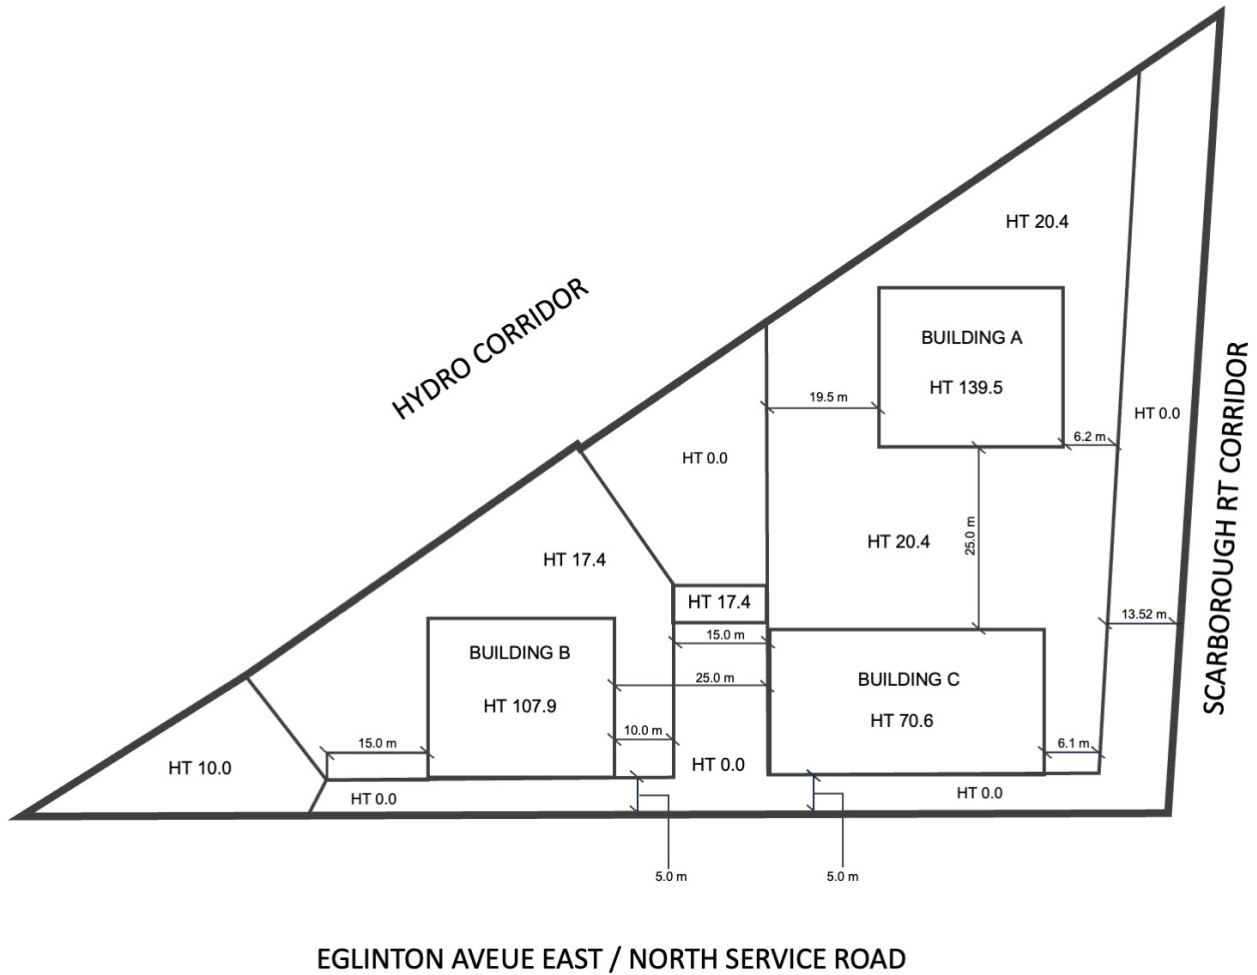 HT 20.4
HYDRO CORRIDOR
BUILDING A
HT 139.5
19.5 m
6.2 m
HT 0.0
SCARBOROUGH RT CORRIDOR
HT 0.0
HT 20.4
25.0 m
HT 17.4
HT 17.4
13.52 m
15.0 m
BUILDING B
HT 107.9
25.0 m
BUILDING C
HT 70.6
10.0 m
15.0 m
6.1 m
HT 10.0
HT 0.0
HT 0.0
HT 0.0
5.0 m
5.0 m
EGLINTON AVEUE EAST / NORTH SERVICE ROAD